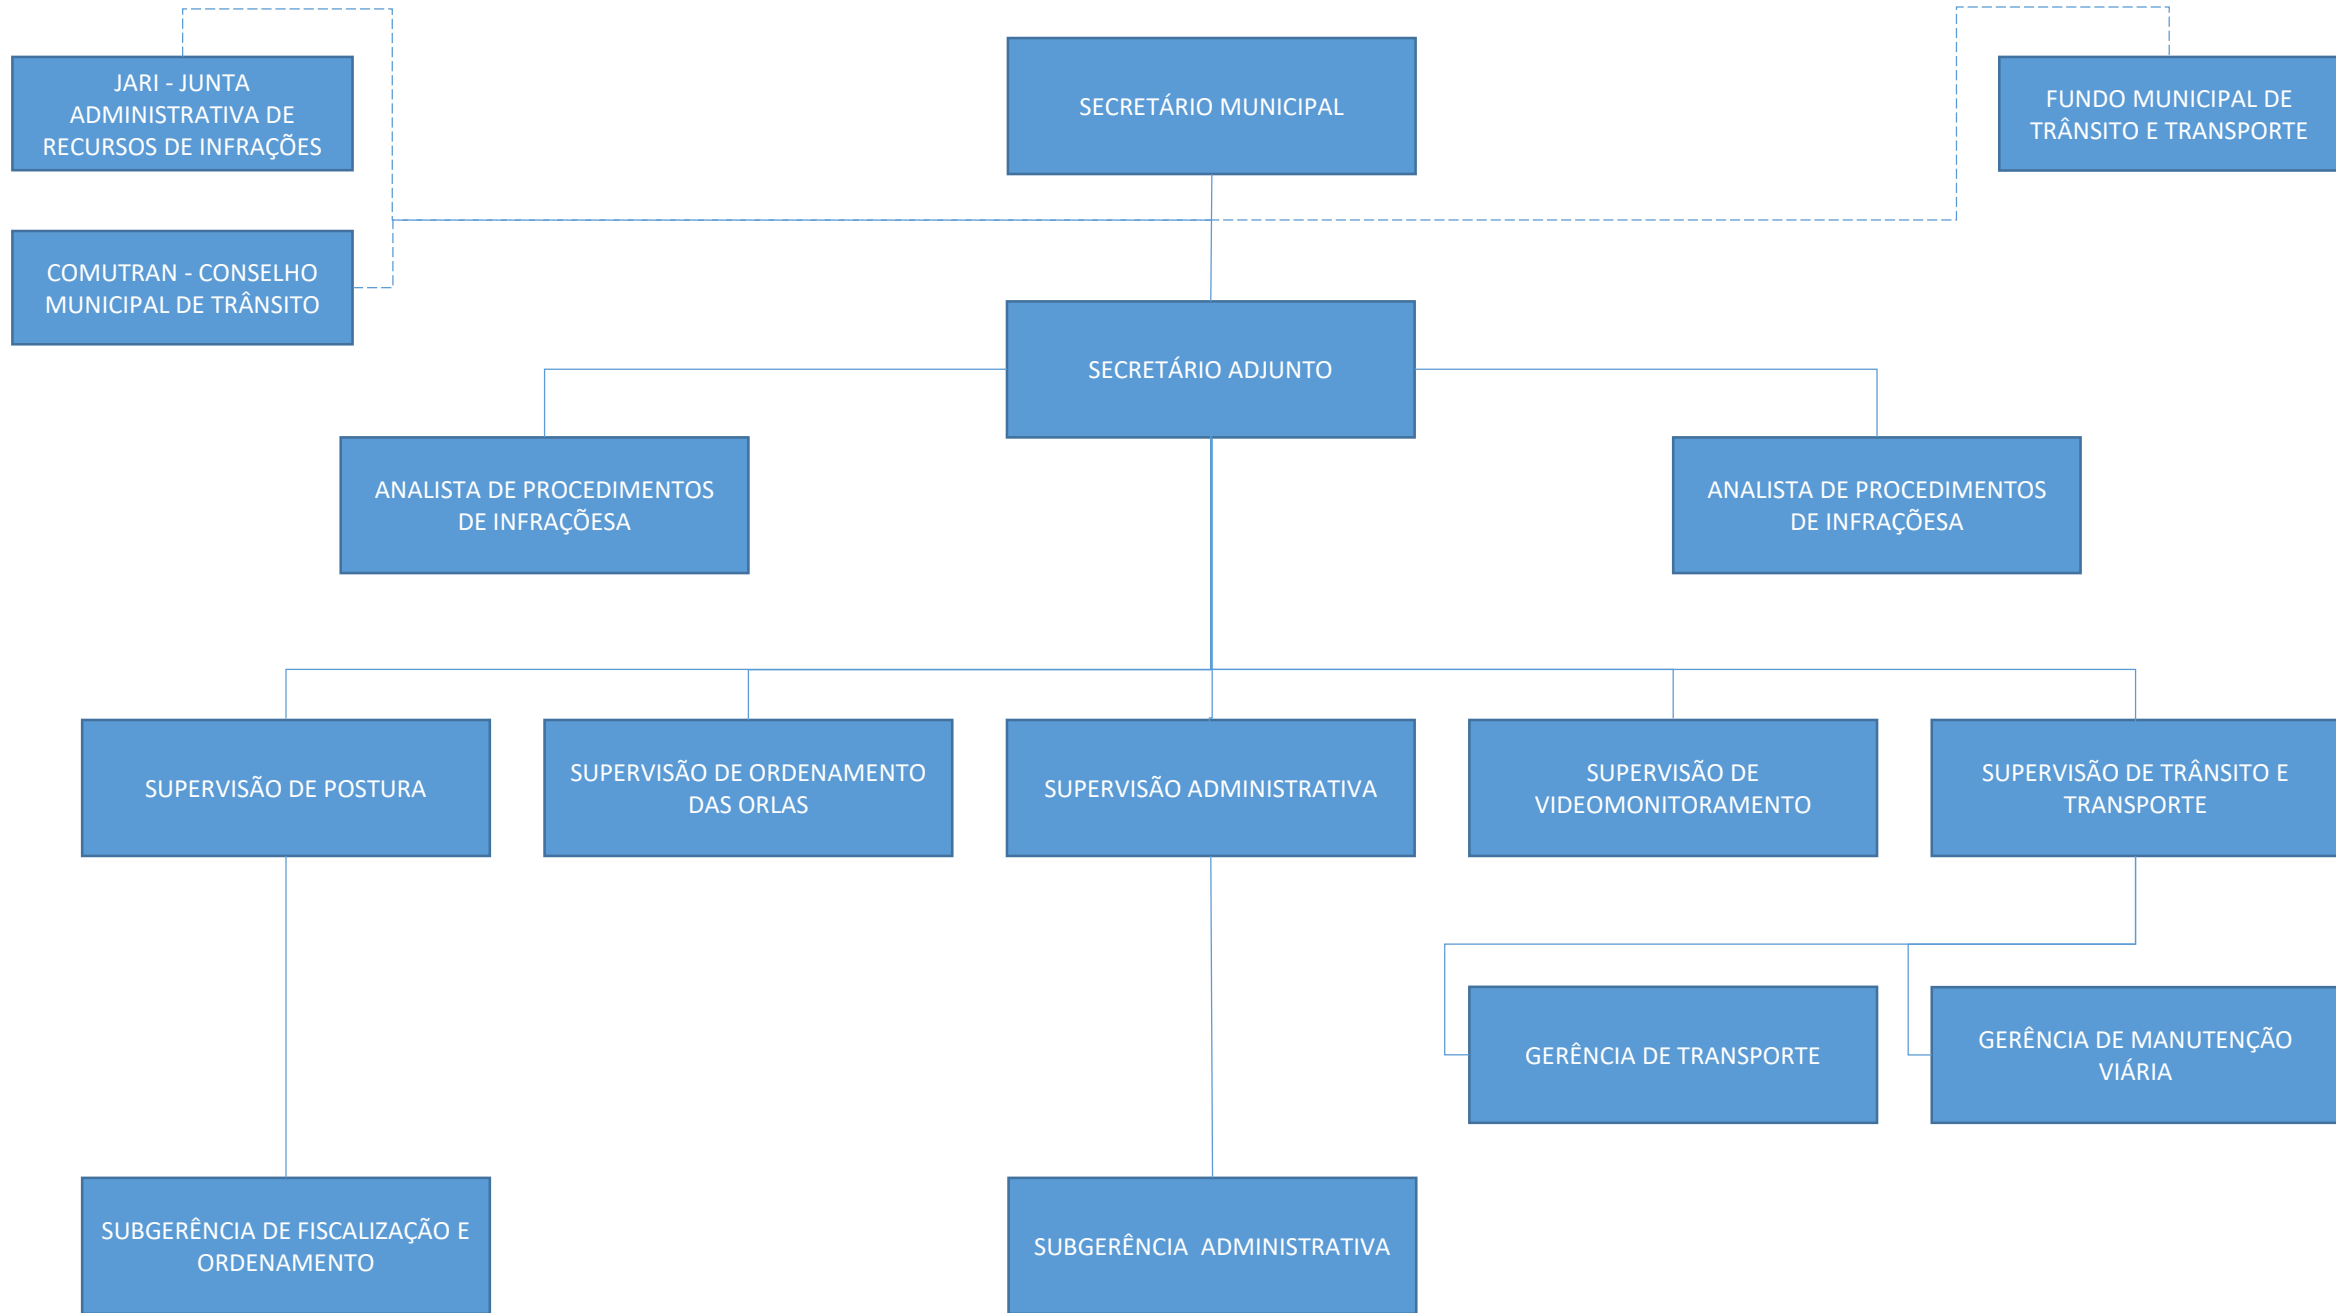 JARI - JUNTA
ADMINISTRATIVA DE
RECURSOS DE INFRAÇÕES
SECRETÁRIO MUNICIPAL
FUNDO MUNICIPAL DE
TRÂNSITO E TRANSPORTE
COMUTRAN - CONSELHO
MUNICIPAL DE TRÂNSITO
SECRETÁRIO ADJUNTO
ANALISTA DE PROCEDIMENTOS
DE INFRAÇÕESA
ANALISTA DE PROCEDIMENTOS
DE INFRAÇÕESA
SUPERVISÃO DE POSTURA
SUPERVISÃO DE ORDENAMENTO
DAS ORLAS
SUPERVISÃO ADMINISTRATIVA
SUPERVISÃO DE
VIDEOMONITORAMENTO
SUPERVISÃO DE TRÂNSITO E
TRANSPORTE
GERÊNCIA DE TRANSPORTE
GERÊNCIA DE MANUTENÇÃO
VIÁRIA
SUBGERÊNCIA DE FISCALIZAÇÃO E
ORDENAMENTO
SUBGERÊNCIA  ADMINISTRATIVA